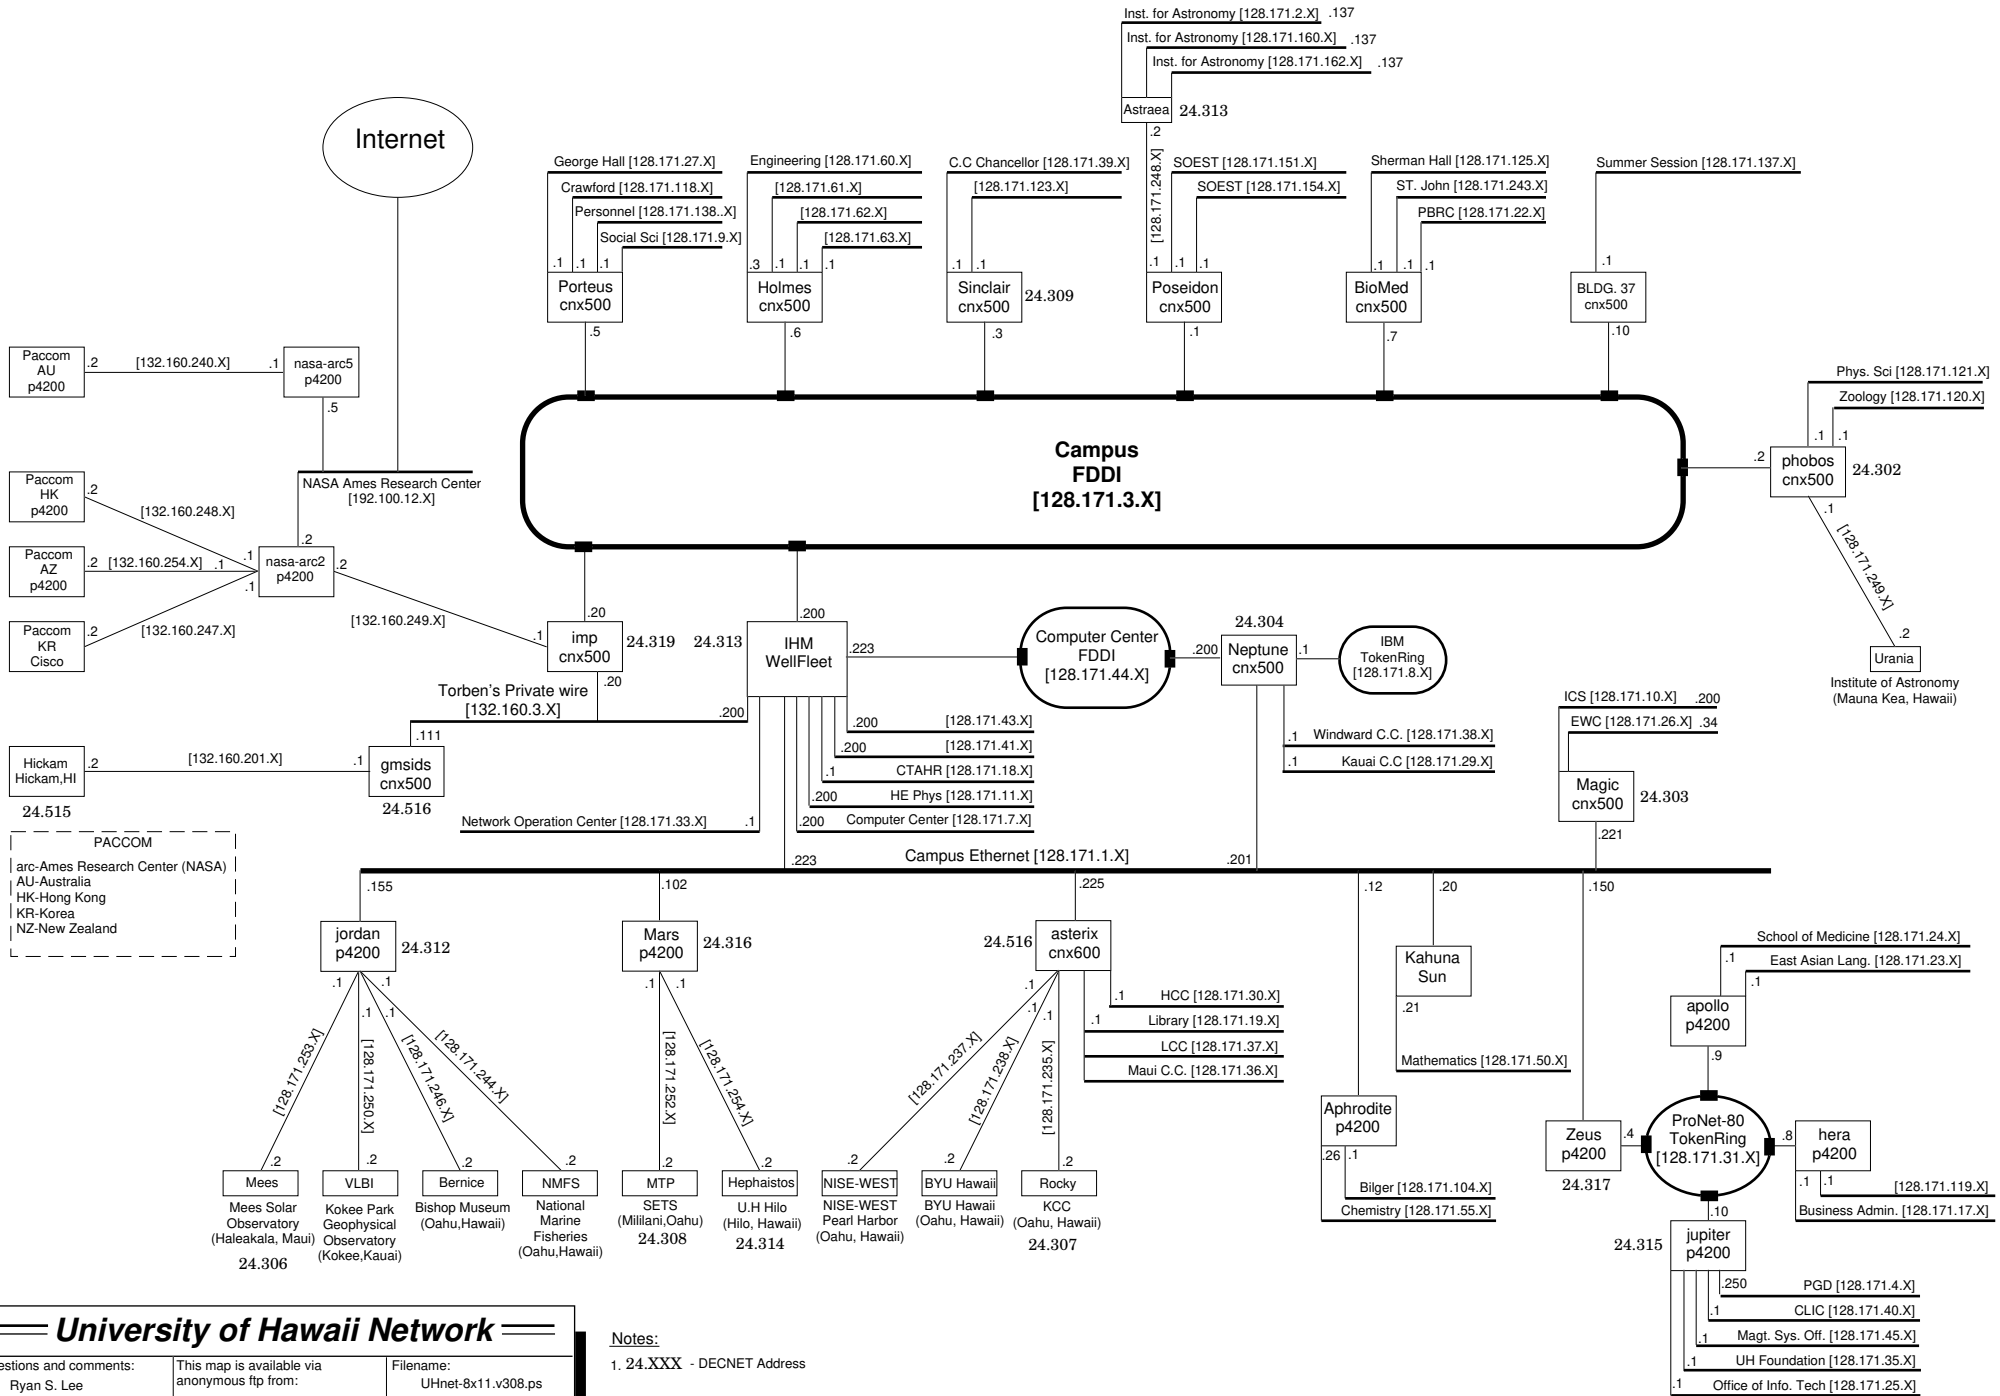 Inst. for Astronomy [128.171.2.X] .137
Inst. for Astronomy [128.171.160.X] .137
Inst. for Astronomy [128.171.162.X] .137
Astraea 24.313
.2
[128.171.248.X]
Internet
George Hall [128.171.27.X]
Crawford [128.171.118.X]
Personnel [128.171.138..X]
Social Sci [128.171.9.X]
.1 .1 .1
Porteus
cnx500
.5
Engineering [128.171.60.X]
[128.171.61.X]
[128.171.62.X]
[128.171.63.X]
.3 .1 .1 .1
Holmes
cnx500
.6
C.C Chancellor [128.171.39.X]
[128.171.123.X]
.1 .1
Sinclair
cnx500
24.309
.3
SOEST [128.171.151.X]
SOEST [128.171.154.X]
.1 .1 .1
Poseidon
cnx500
.1
Sherman Hall [128.171.125.X]
ST. John [128.171.243.X]
PBRC [128.171.22.X]
.1 .1 .1
BioMed
cnx500
.7
Summer Session [128.171.137.X]
.1
BLDG. 37
cnx500
.10
Paccom
AU
p4200
.2 [132.160.240.X] .1
nasa-arc5
p4200
.5
NASA Ames Research Center
[192.100.12.X]
Paccom
HK
p4200
.2
[132.160.248.X]
.1
Paccom
AZ
p4200
.2 [132.160.254.X] .1
Paccom
KR
Cisco
.2
[132.160.247.X]
.1
.2
nasa-arc2
p4200
.2
[132.160.249.X]
Campus
FDDI
[128.171.3.X]
Phys. Sci [128.171.121.X]
Zoology [128.171.120.X]
.1 .1
.2
phobos
cnx500
24.302
.1
[128.171.249.X]
.2
Urania
Institute of Astronomy
(Mauna Kea, Hawaii)
.20
.1
imp
cnx500
24.319
.20
Torben's Private wire
[132.160.3.X]
.200
24.313
IHM
WellFleet
.223
.200
Computer Center
FDDI
[128.171.44.X]
24.304
.200
Neptune
cnx500
.1
IBM
TokenRing
[128.171.8.X]
.1 Windward C.C. [128.171.38.X]
.1 Kauai C.C [128.171.29.X]
ICS [128.171.10.X] .200
EWC [128.171.26.X] .34
Magic
cnx500
24.303
.221
Hickam
Hickam,HI
24.515
.2 [132.160.201.X] .1
.111
gmsids
cnx500
24.516
.200 [128.171.43.X]
.200 [128.171.41.X]
.1 CTAHR [128.171.18.X]
.200 HE Phys [128.171.11.X]
.200 Computer Center [128.171.7.X]
Network Operation Center [128.171.33.X] .1
PACCOM
arc-Ames Research Center (NASA)
AU-Australia
HK-Hong Kong
KR-Korea
NZ-New Zealand
.223 Campus Ethernet [128.171.1.X] .201
.155
jordan
p4200
24.312
.1 .1
.1 .1
[128.171.253.X]
[128.171.250.X]
[128.171.246.X]
[128.171.244.X]
.2 .2 .2 .2
Mees
Mees Solar
Observatory
(Haleakala, Maui)
24.306
VLBI
Kokee Park
Geophysical
Observatory
(Kokee,Kauai)
Bernice
Bishop Museum
(Oahu,Hawaii)
NMFS
National
Marine
Fisheries
(Oahu,Hawaii)
.102
Mars
p4200
24.316
.1 .1
[128.171.252.X]
[128.171.254.X]
.2 .2
MTP
SETS
(Mililani,Oahu)
24.308
Hephaistos
U.H Hilo
(Hilo, Hawaii)
24.314
.225
24.516
asterix
cnx600
.1
.1 .1
[128.171.237.X]
[128.171.238.X]
[128.171.235.X]
.1 HCC [128.171.30.X]
.1 Library [128.171.19.X]
LCC [128.171.37.X]
Maui C.C. [128.171.36.X]
.2 .2 .2
NISE-WEST
NISE-WEST
Pearl Harbor
(Oahu, Hawaii)
BYU Hawaii
BYU Hawaii
(Oahu, Hawaii)
Rocky
KCC
(Oahu, Hawaii)
24.307
.12
Aphrodite
p4200
.26 .1
Bilger [128.171.104.X]
Chemistry [128.171.55.X]
.20
Kahuna
Sun
.21
Mathematics [128.171.50.X]
.150
Zeus
p4200
24.317
.4
ProNet-80
TokenRing
[128.171.31.X]
School of Medicine [128.171.24.X]
East Asian Lang. [128.171.23.X]
.1
.1
apollo
p4200
.9
.8
hera
p4200
.1 .1
[128.171.119.X]
Business Admin. [128.171.17.X]
.10
24.315
jupiter
p4200
.250 PGD [128.171.4.X]
.1 CLIC [128.171.40.X]
.1 Magt. Sys. Off. [128.171.45.X]
.1 UH Foundation [128.171.35.X]
.1 Office of Info. Tech [128.171.25.X]
University of Hawaii Network
estions and comments:
Ryan S. Lee
This map is available via
anonymous ftp from:
Filename:
UHnet-8x11.v308.ps
Notes:
1. 24.XXX - DECNET Address